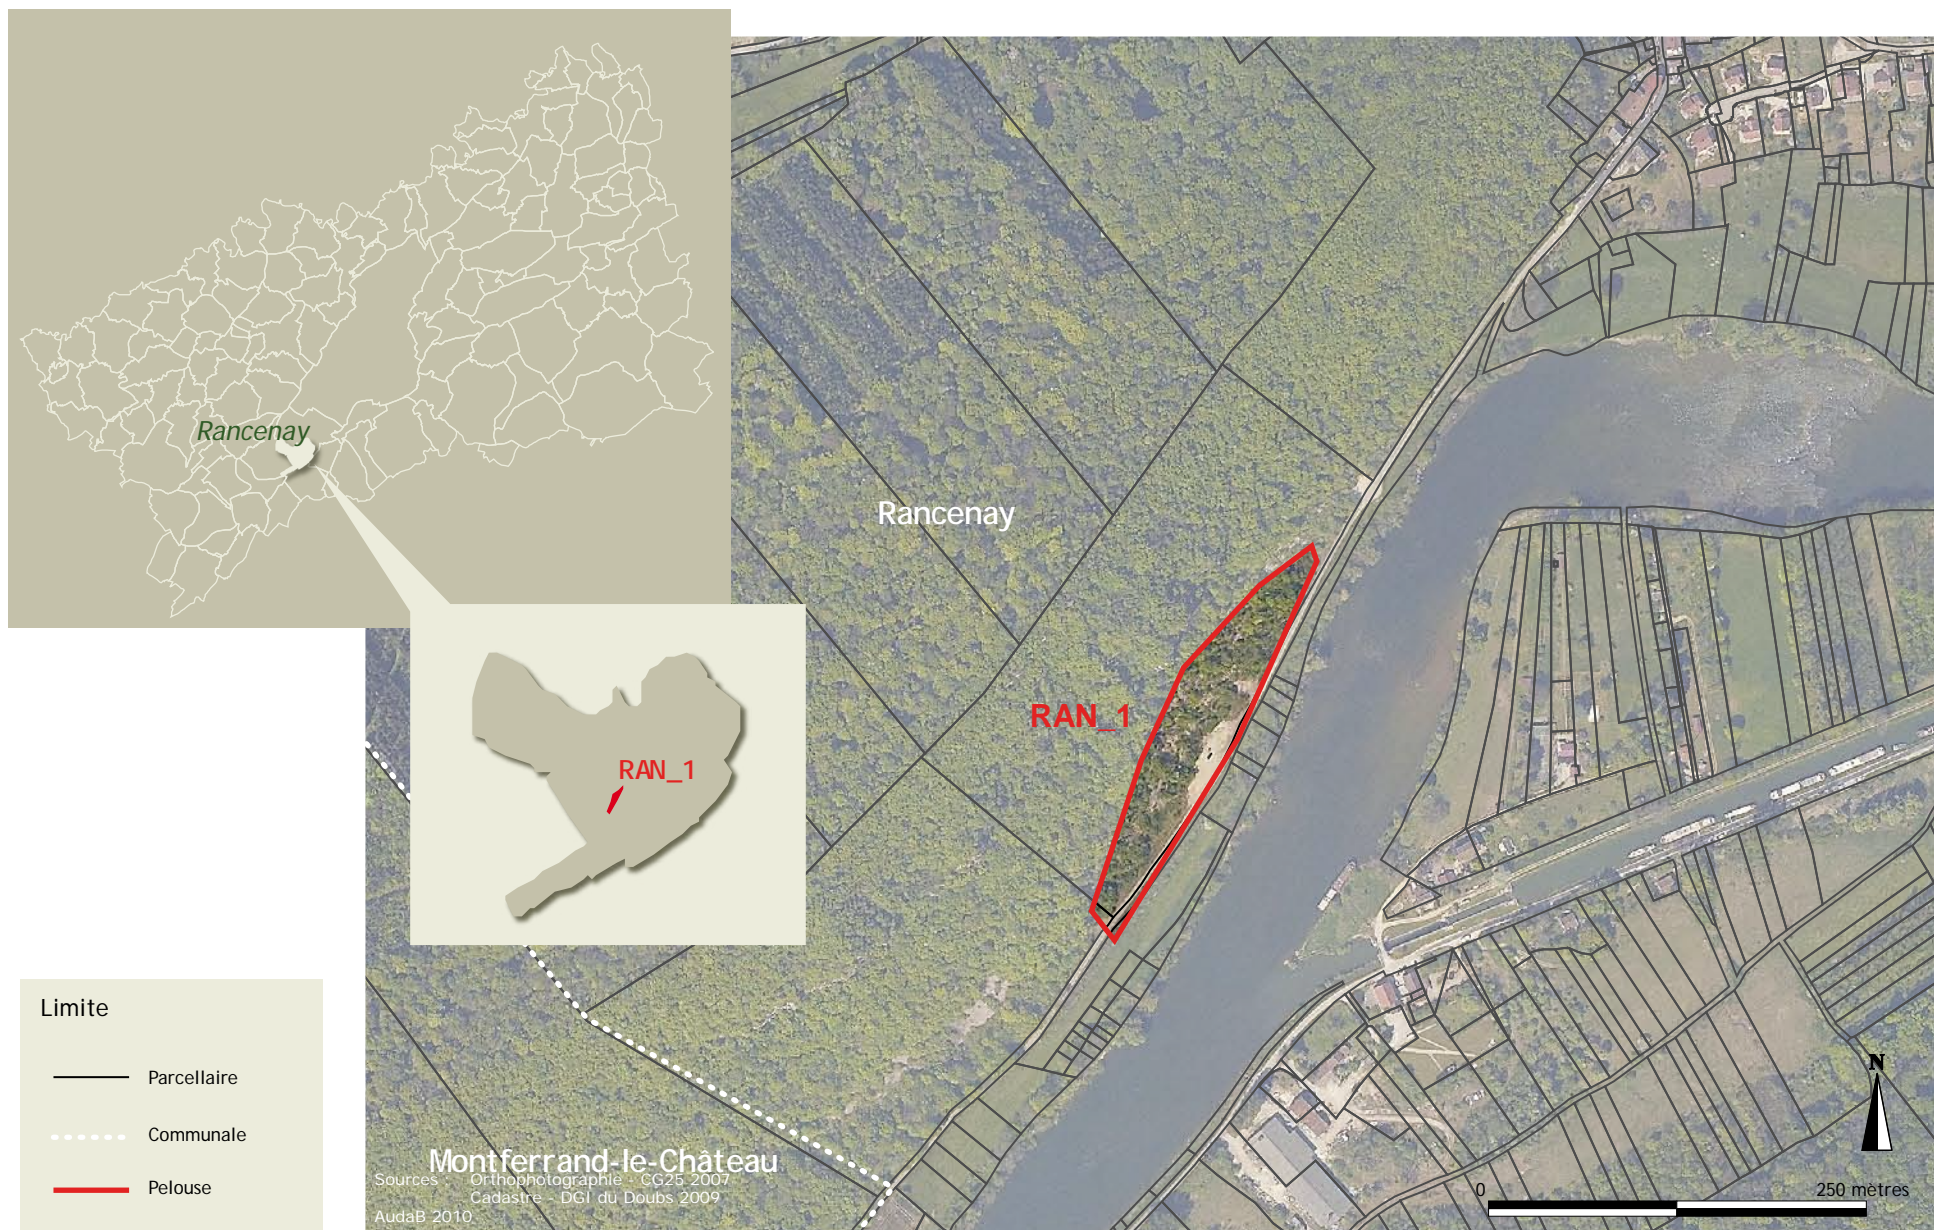 Rancenay
Rancenay
RAN_1
RAN_1
Limite
Parcellaire
Communale
Pelouse
Montferrand-le-Château
Sources : Orthophotographie - CG25 2007
Cadastre - DGI du Doubs 2009
AudaB 2010
N
0 250 mètres